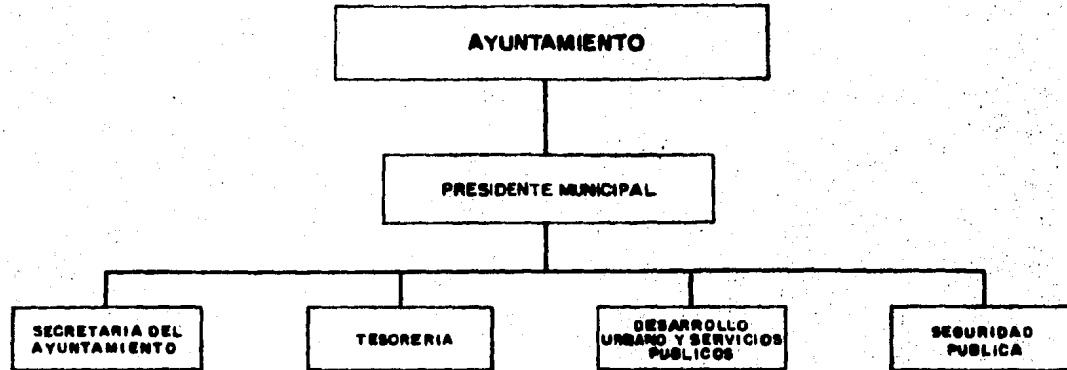 AYUNTAMIENTO
PRESIDENTE MUNICIPAL
SECRETARIA DEL
AYUNTAMIENTO
TESORERIA
DESARROLLO
URBANO Y SERVICIOS
PUBLICOS
SEGURIDAD
PUBLICA